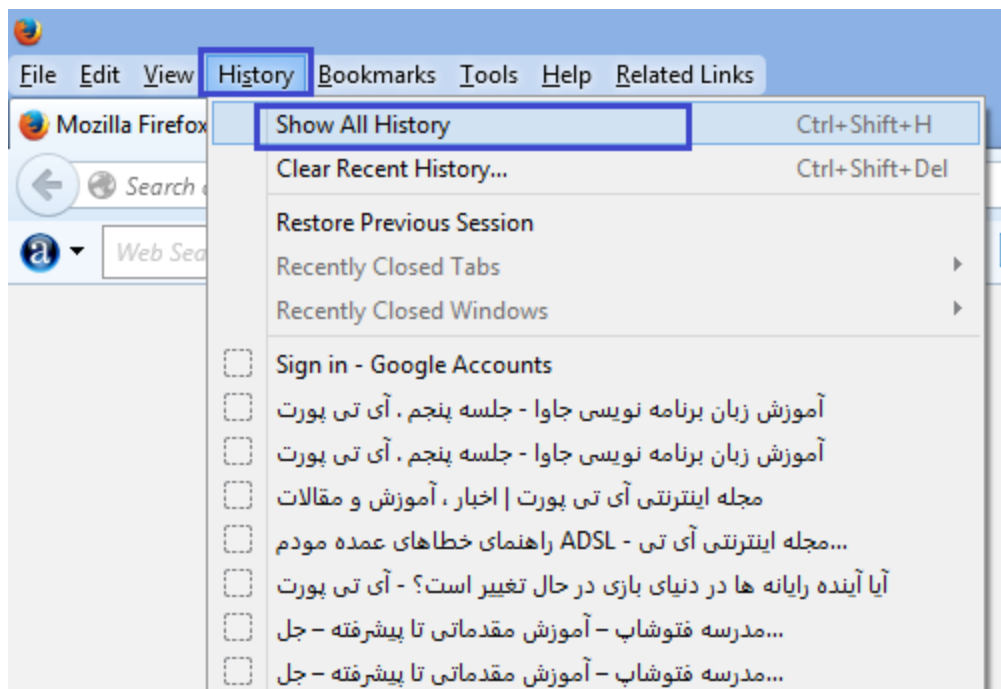 File Edit View History Bookmarks Tools Help Related Links
Mozilla Firefox
Show All History Ctrl+Shift+H
Search
Clear Recent History... Ctrl+Shift+Del
Restore Previous Session
a Web Sea
Recently Closed Tabs
Recently Closed Windows
Sign in - Google Accounts
آموزش زبان برنامه نویسی جاوا - جلسه پنجم . آی تی پورت
آموزش زبان برنامه نویسی جاوا - جلسه پنجم . آی تی پورت
مجله اینترنتی آی تی پورت | اخبار ، آموزش و مقالات
راهنمای خطاهای عمده مودم ADSL - مجله اینترنتی آی تی...
آیا آینده رایانه ها در دنیای بازی در حال تغییر است؟ - آی تی پورت
مدرسه فتوشاپ – آموزش مقدماتی تا پیشرفته – جل...
مدرسه فتوشاپ – آموزش مقدماتی تا پیشرفته – جل...